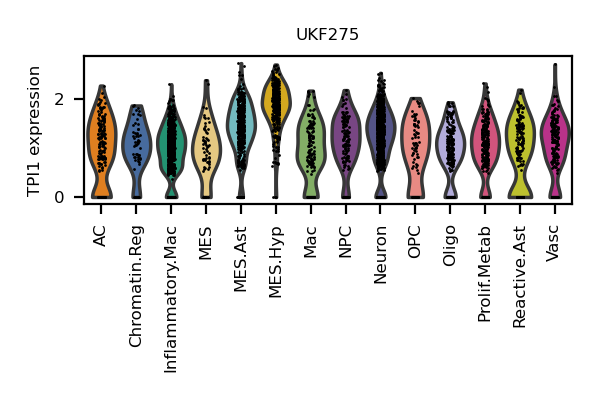 UKF275
TPI1 expression
2
0
AC
Chromatin.Reg
Inflammatory.Mac
MES
MES.Ast
MES.Hyp
Mac
NPC
Neuron
OPC
Oligo
Prolif.Metab
Reactive.Ast
Vasc